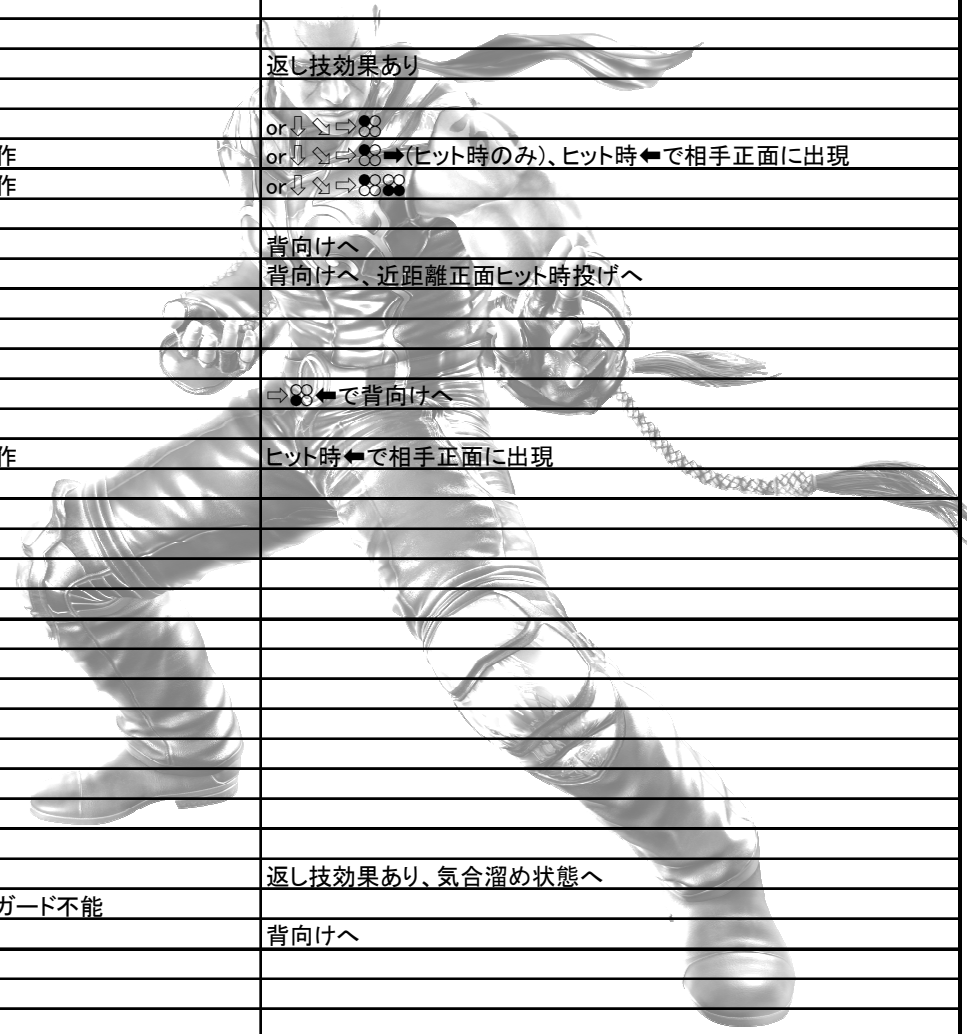 返し技効果あり
or⇩⬂⇨
作 or⇩⬂⇨➡(ヒット時のみ)、ヒット時⬅で相手正面に出現
作 or⇩⬂⇨
背向けへ
背向けへ、近距離正面ヒット時投げへ
⇨⬅で背向けへ
作 ヒット時⬅で相手正面に出現
返し技効果あり、気合溜め状態へ
ガード不能
背向けへ